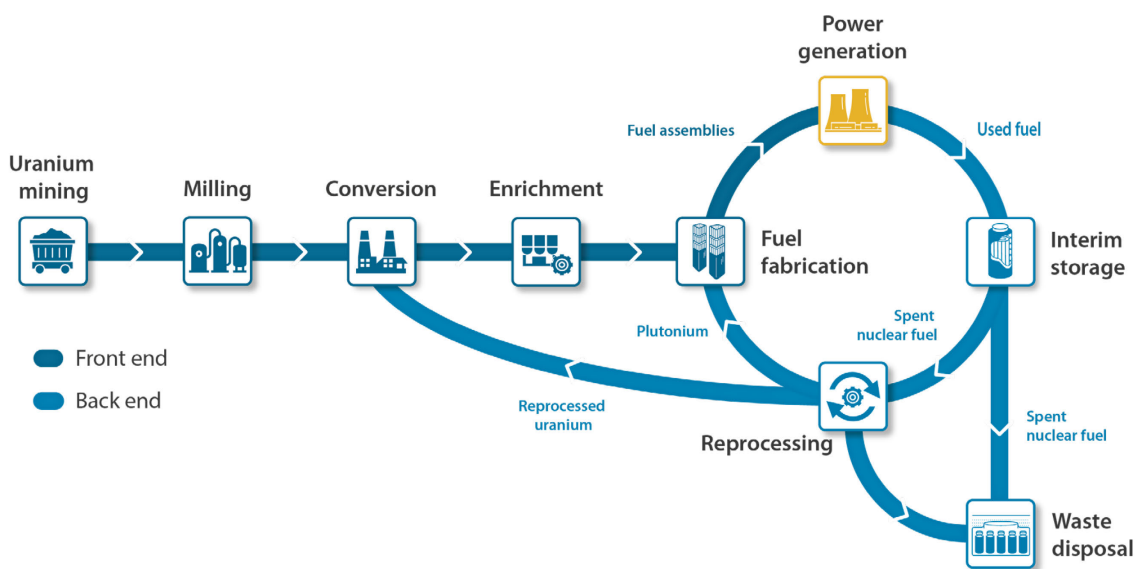 Power
generation
Fuel assemblies
Used fuel
Uranium
mining
Milling
Conversion
Enrichment
Fuel
fabrication
Interim
storage
Plutonium
Spent
nuclear fuel
Front end
Back end
Reprocessed
uranium
Reprocessing
Spent
nuclear fuel
Waste
disposal